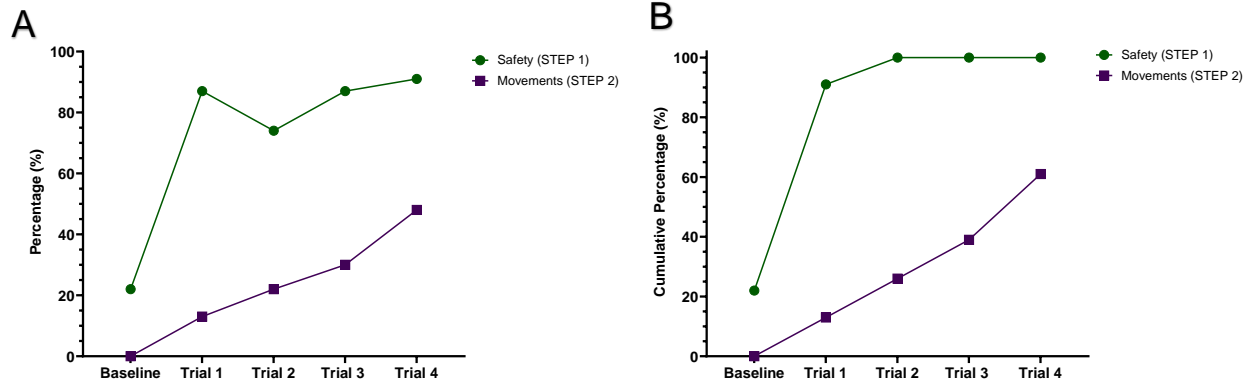 A
Percentage (%)
100
80
60
40
20
0
Baseline Trial 1 Trial 2 Trial 3 Trial 4
Safety (STEP 1)
Movements (STEP 2)
B
Cumulative Percentage (%)
100
80
60
40
20
0
Baseline Trial 1 Trial 2 Trial 3 Trial 4
Safety (STEP 1)
Movements (STEP 2)